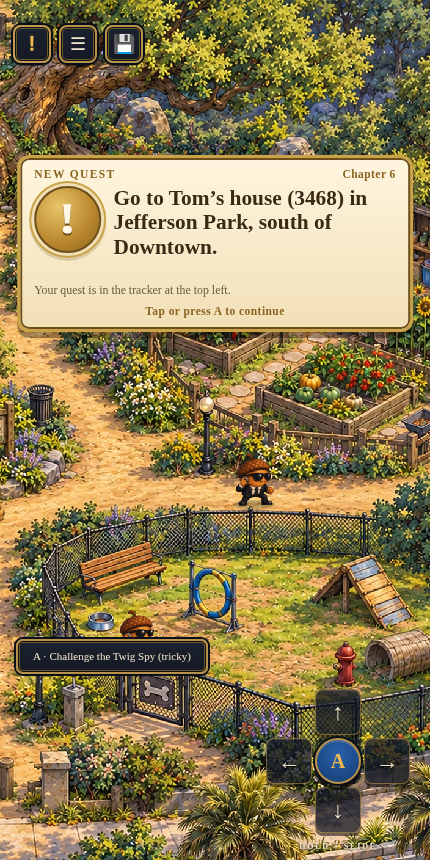 NEW QUEST
Chapter 6
Go to Tom’s house (3468) in
Jefferson Park, south of
Downtown.
Your quest is in the tracker at the top left.
Tap or press A to continue
A · Challenge the Twig Spy (tricky)
A